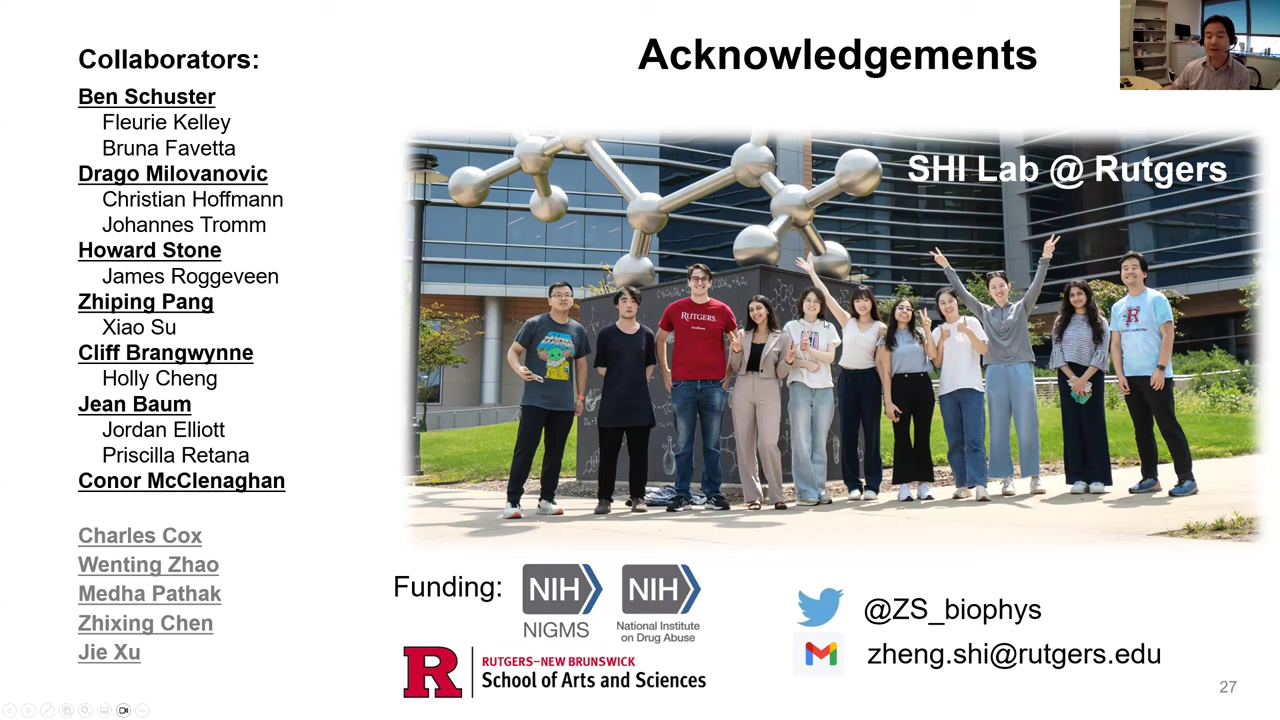 Collaborators:
Ben Schuster
Fleurie Kelley
Bruna Favetta
Drago Milovanovic
Christian Hoffmann
Johannes Tromm
Howard Stone
James Roggeveen
Zhiping Pang
Xiao Su
Cliff Brangwynne
Holly Cheng
Jean Baum
Jordan Elliott
Priscilla Retana
Conor McClenaghan
Charles Cox
Wenting Zhao
Medha Pathak
Zhixing Chen
Jie Xu
Acknowledgements
SHI Lab @ Rutgers
RUTGERS
Funding:
NIH
NIGMS
NIH
National Institute
on Drug Abuse
R
RUTGERS–NEW BRUNSWICK
School of Arts and Sciences
@ZS_biophys
zheng.shi@rutgers.edu
27